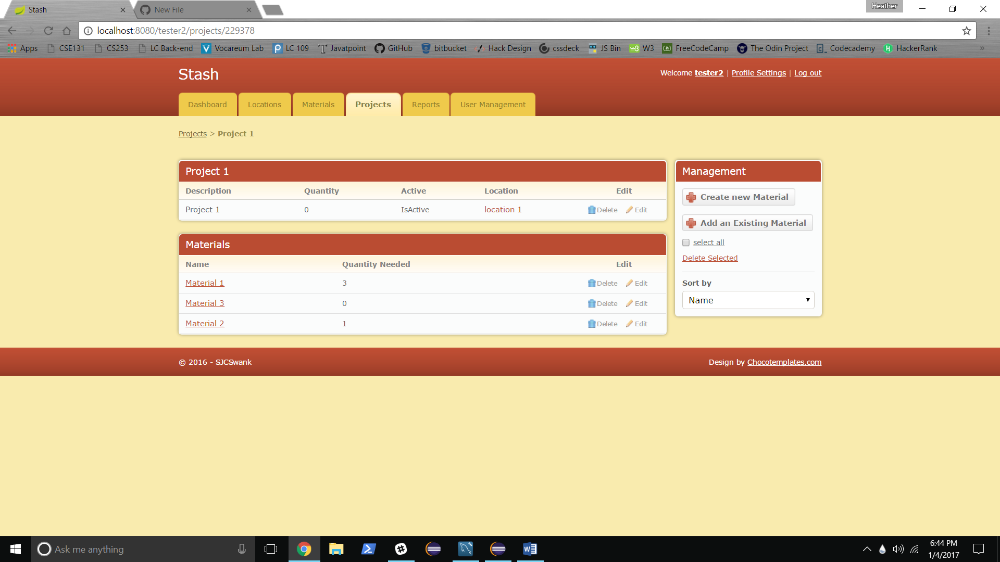 Stash
New File
Heather
localhost:8080/tester2/projects/229378
Apps CSE131 CS253 LC Back-end Vocareum Lab LC 109 Javatpoint GitHub bitbucket Hack Design cssdeck JS Bin W3 FreeCodeCamp The Odin Project Codecademy HackerRank »
Stash
Welcome tester2 | Profile Settings | Log out
Dashboard Locations Materials Projects Reports User Management
Projects > Project 1
Project 1
Description Quantity Active Location Edit
Project 1 0 IsActive location 1 Delete Edit
Materials
Name Quantity Needed Edit
Material 1 3 Delete Edit
Material 3 0 Delete Edit
Material 2 1 Delete Edit
Management
Create new Material
Add an Existing Material
select all
Delete Selected
Sort by
Name
© 2016 - SJCSwank
Design by Chocotemplates.com
Ask me anything
6:44 PM
1/4/2017